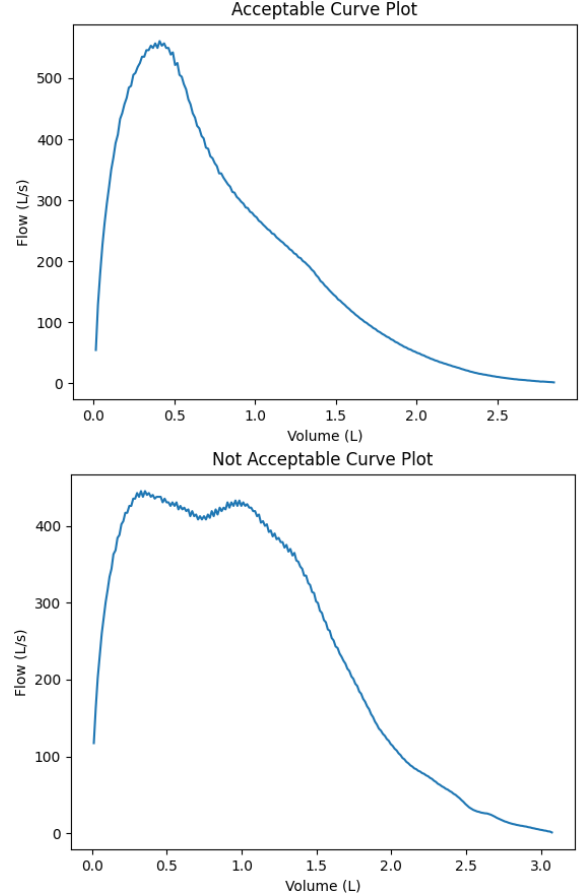 Acceptable Curve Plot
500
400
300
200
100
0
Flow (L/s)
0.0 0.5 1.0 1.5 2.0 2.5
Volume (L)
Not Acceptable Curve Plot
400
300
200
100
0
Flow (L/s)
0.0 0.5 1.0 1.5 2.0 2.5 3.0
Volume (L)